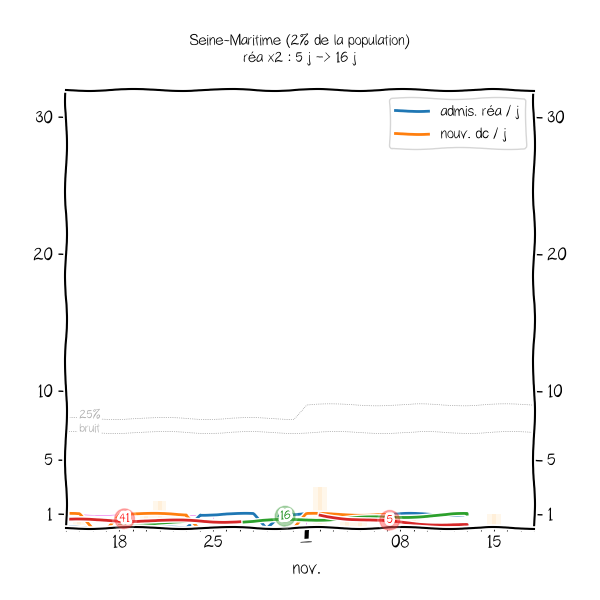 Seine-Maritime (2% de la population)
réa x2 : 5 j -> 16 j
admis. réa / j
nouv. dc / j
30 30
20 20
10 10
25%
bruit
5 5
1 1
41 16 5
18 25 1 08 15
nov.